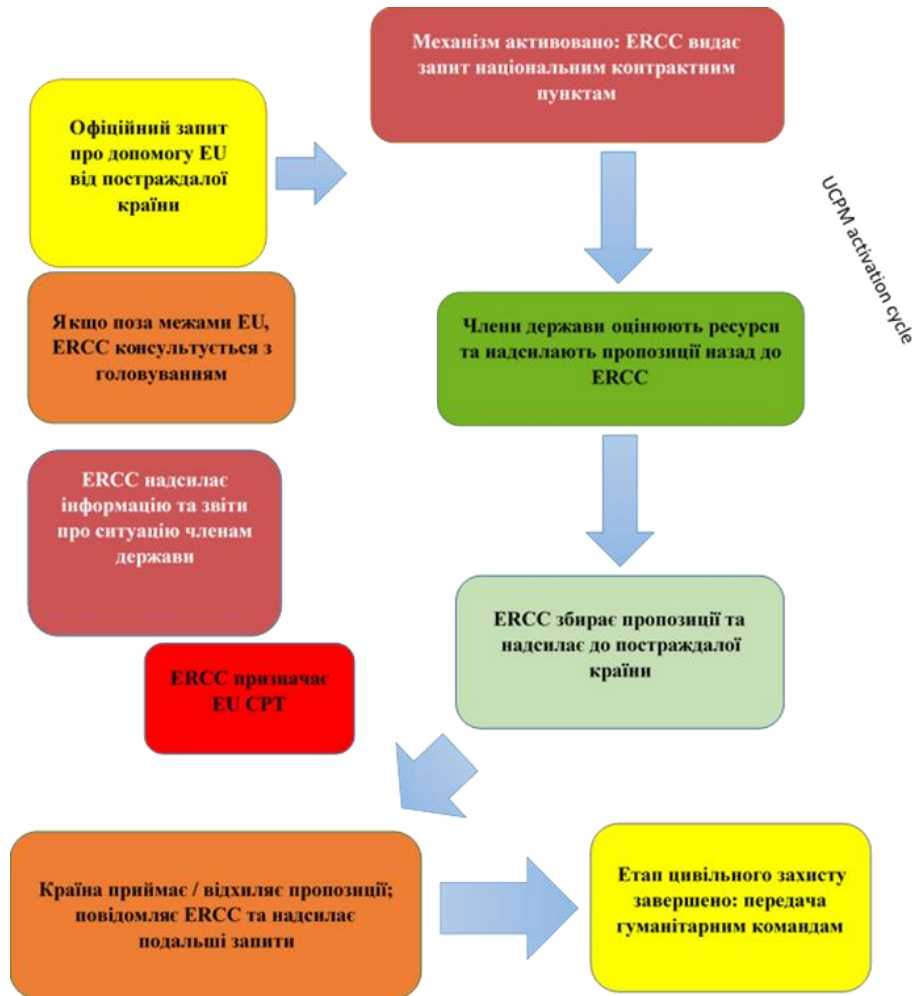 Механізм активовано: ERCC видає
запит національним контрактним
пунктам
Офіційний запит
про допомогу EU
від постраждалої
країни
UCPM activation cycle
Якщо поза межами EU,
ERCC консультується з
головуванням
Члени держави оцінюють ресурси
та надсилають пропозиції назад до
ERCC
ERCC надсилає
інформацію та звіти
про ситуацію членам
держави
ERCC збирає пропозиції та
надсилає до постраждалої
країни
ERCC призначає
EU CPT
Країна приймає / відхиляє пропозиції;
повідомляє ERCC та надсилає
подальші запити
Етап цивільного захисту
завершено: передача
гуманітарним командам